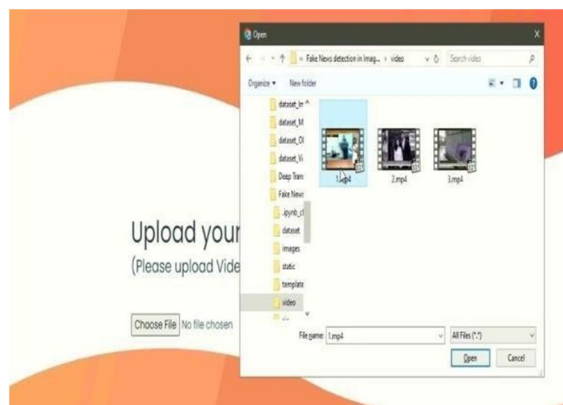 Open
« Fake News detection in Imag... › video
Search video
Organize
New folder
dataset_Ir
dataset_M
dataset_Ol
dataset_Vi
Deep Tran
Fake News
.ipynb_cl
dataset
images
static
template
video
1.mp4
2.mp4
3.mp4
Upload your
(Please upload Vide
Choose File No file chosen
File name: 1.mp4
All Files (*.*)
Open
Cancel